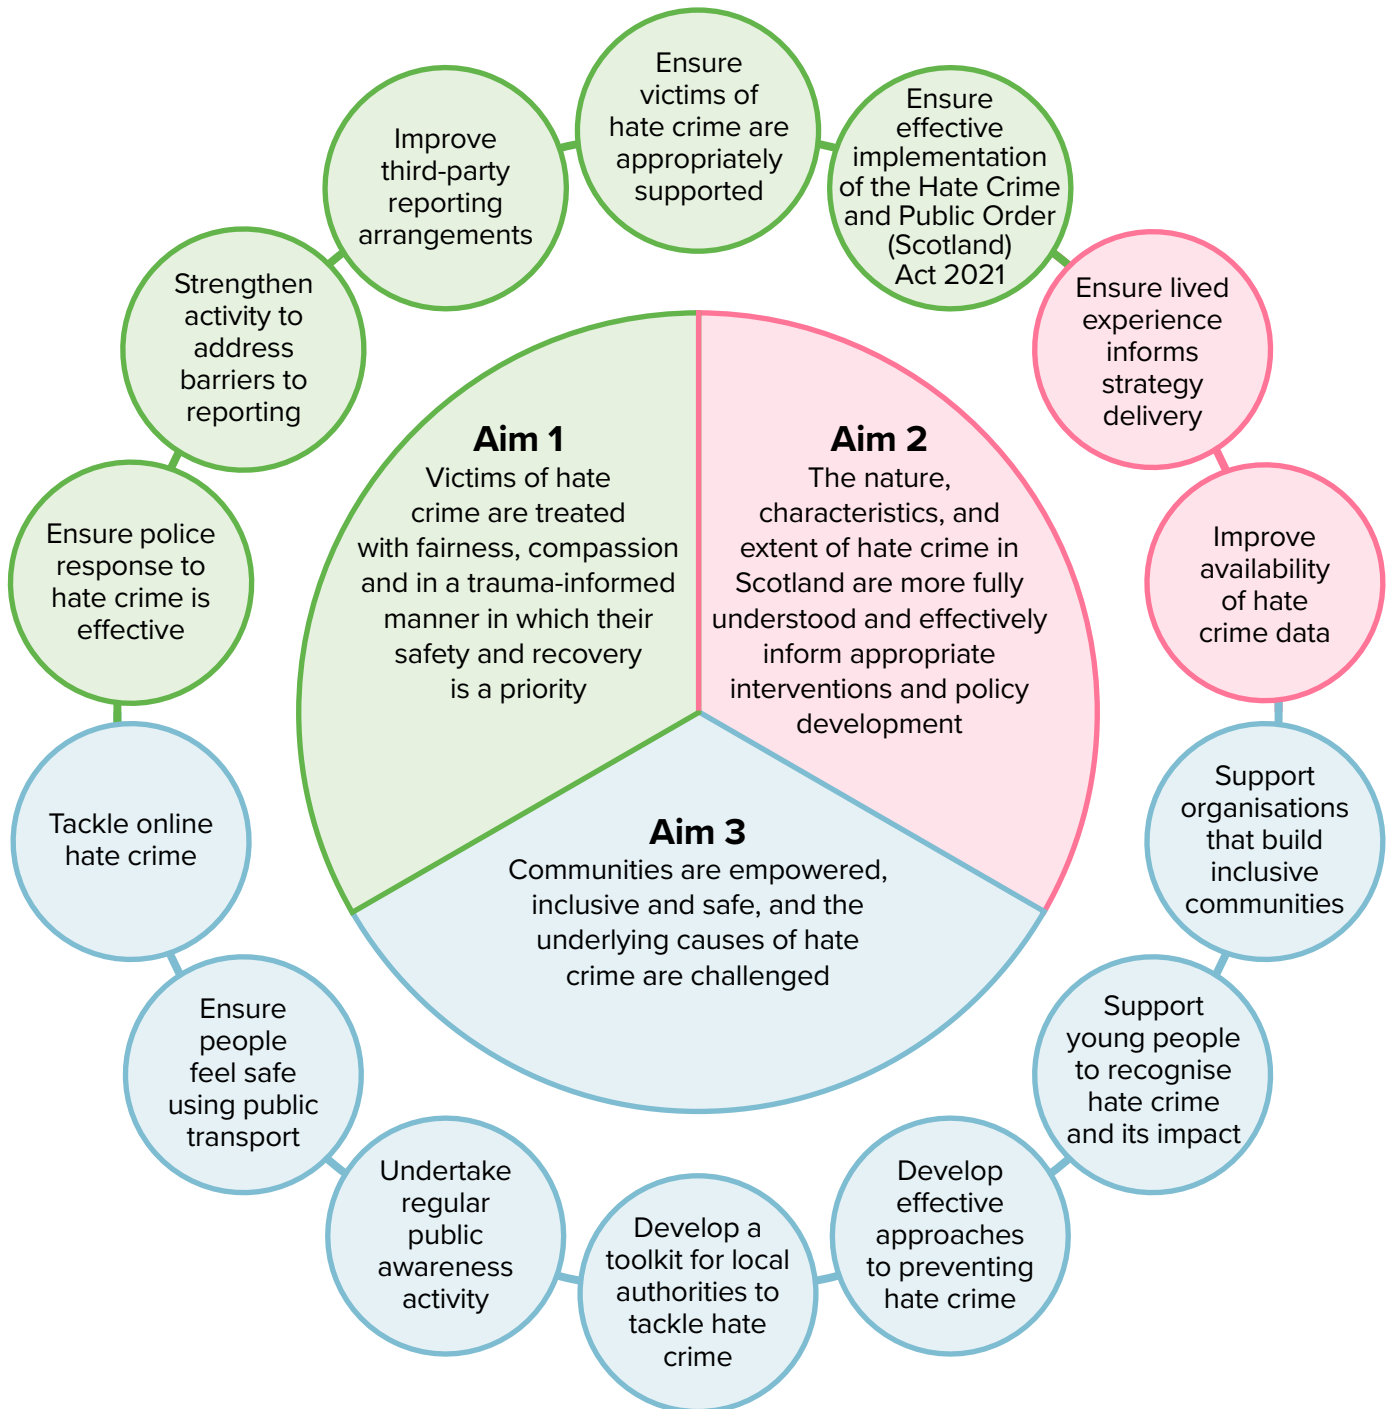 Ensure
victims of
hate crime are
appropriately
supported
Ensure
effective
implementation
of the Hate Crime
and Public Order
(Scotland)
Act 2021
Ensure lived
experience
informs
strategy
delivery
Improve
availability
of hate
crime data
Support
organisations
that build
inclusive
communities
Support
young people
to recognise
hate crime
and its impact
Develop
effective
approaches
to preventing
hate crime
Develop a
toolkit for local
authorities to
tackle hate
crime
Undertake
regular
public
awareness
activity
Ensure
people
feel safe
using public
transport
Tackle online
hate crime
Ensure police
response to
hate crime is
effective
Strengthen
activity to
address
barriers to
reporting
Improve
third-party
reporting
arrangements
Aim 1
Victims of hate
crime are treated
with fairness, compassion
and in a trauma-informed
manner in which their
safety and recovery
is a priority
Aim 2
The nature,
characteristics, and
extent of hate crime in
Scotland are more fully
understood and effectively
inform appropriate
interventions and policy
development
Aim 3
Communities are empowered,
inclusive and safe, and the
underlying causes of hate
crime are challenged